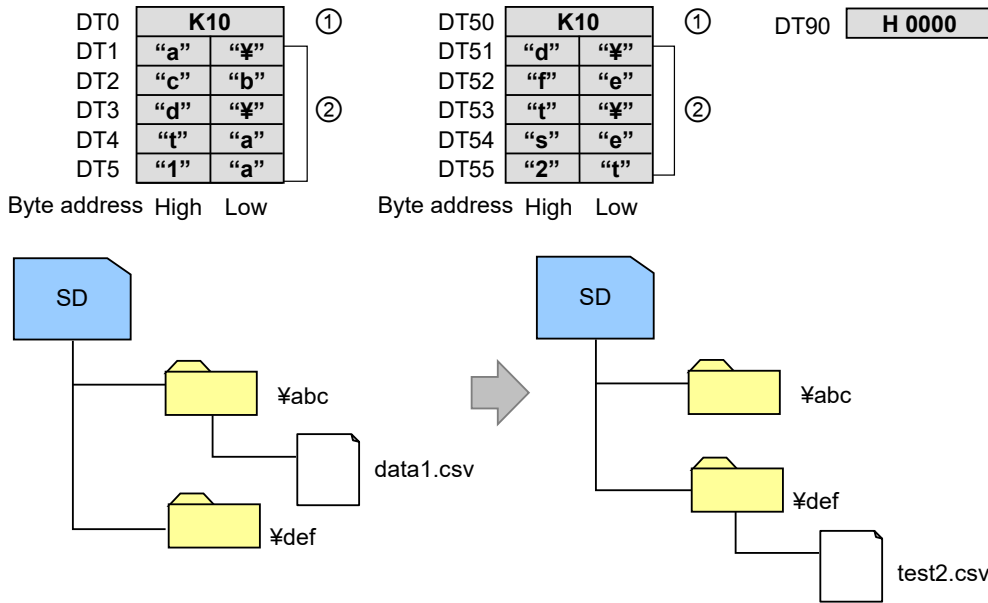 DT0 K10 ① DT50 K10 ① DT90 H 0000
DT1 “a” “¥” DT51 “d” “¥”
DT2 “c” “b” DT52 “f” “e”
DT3 “d” “¥” ② DT53 “t” “¥” ②
DT4 “t” “a” DT54 “s” “e”
DT5 “1” “a” DT55 “2” “t”
Byte address High Low Byte address High Low
SD SD
¥abc ¥abc
data1.csv
¥def ¥def
test2.csv